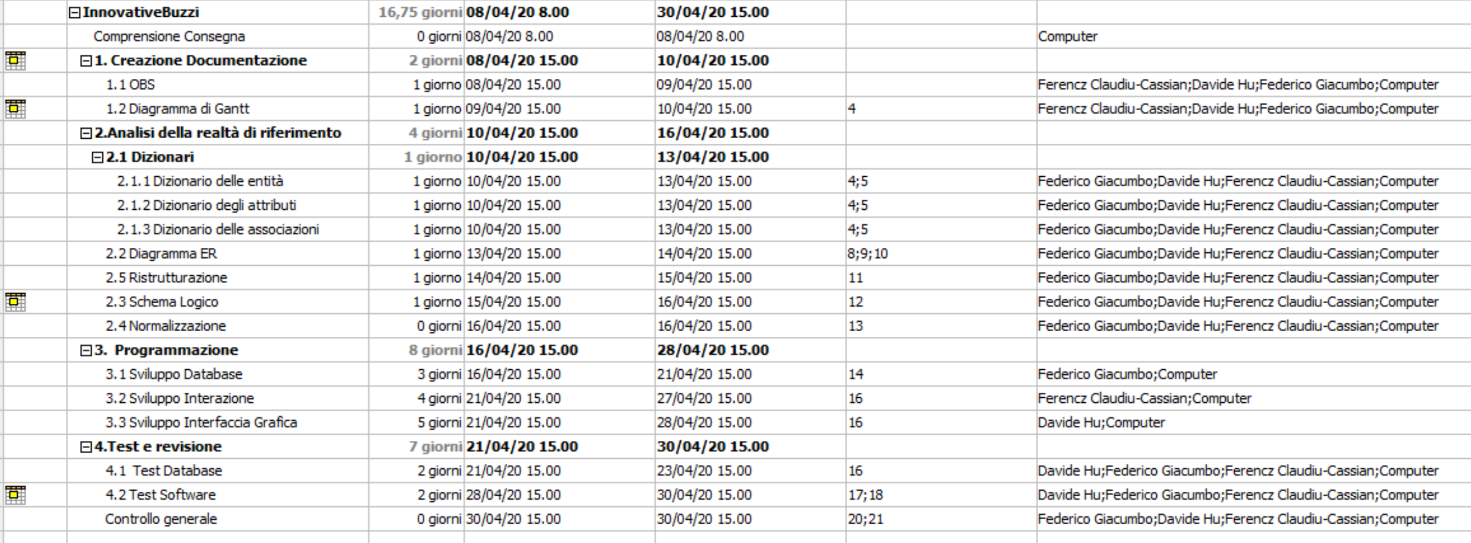 InnovativeBuzzi 16,75 giorni 08/04/20 8.00 30/04/20 15.00
Comprensione Consegna 0 giorni 08/04/20 8.00 08/04/20 8.00 Computer
1. Creazione Documentazione 2 giorni 08/04/20 15.00 10/04/20 15.00
1.1 OBS 1 giorno 08/04/20 15.00 09/04/20 15.00 Ferencz Claudiu-Cassian;Davide Hu;Federico Giacumbo;Computer
1.2 Diagramma di Gantt 1 giorno 09/04/20 15.00 10/04/20 15.00 4 Ferencz Claudiu-Cassian;Davide Hu;Federico Giacumbo;Computer
2.Analisi della realtà di riferimento 4 giorni 10/04/20 15.00 16/04/20 15.00
2.1 Dizionari 1 giorno 10/04/20 15.00 13/04/20 15.00
2.1.1 Dizionario delle entità 1 giorno 10/04/20 15.00 13/04/20 15.00 4;5 Federico Giacumbo;Davide Hu;Ferencz Claudiu-Cassian;Computer
2.1.2 Dizionario degli attributi 1 giorno 10/04/20 15.00 13/04/20 15.00 4;5 Federico Giacumbo;Davide Hu;Ferencz Claudiu-Cassian;Computer
2.1.3 Dizionario delle associazioni 1 giorno 10/04/20 15.00 13/04/20 15.00 4;5 Federico Giacumbo;Davide Hu;Ferencz Claudiu-Cassian;Computer
2.2 Diagramma ER 1 giorno 13/04/20 15.00 14/04/20 15.00 8;9;10 Federico Giacumbo;Davide Hu;Ferencz Claudiu-Cassian;Computer
2.5 Ristrutturazione 1 giorno 14/04/20 15.00 15/04/20 15.00 11 Federico Giacumbo;Davide Hu;Ferencz Claudiu-Cassian;Computer
2.3 Schema Logico 1 giorno 15/04/20 15.00 16/04/20 15.00 12 Federico Giacumbo;Davide Hu;Ferencz Claudiu-Cassian;Computer
2.4 Normalizzazione 0 giorni 16/04/20 15.00 16/04/20 15.00 13 Federico Giacumbo;Davide Hu;Ferencz Claudiu-Cassian;Computer
3. Programmazione 8 giorni 16/04/20 15.00 28/04/20 15.00
3.1 Sviluppo Database 3 giorni 16/04/20 15.00 21/04/20 15.00 14 Federico Giacumbo;Computer
3.2 Sviluppo Interazione 4 giorni 21/04/20 15.00 27/04/20 15.00 16 Ferencz Claudiu-Cassian;Computer
3.3 Sviluppo Interfaccia Grafica 5 giorni 21/04/20 15.00 28/04/20 15.00 16 Davide Hu;Computer
4.Test e revisione 7 giorni 21/04/20 15.00 30/04/20 15.00
4.1 Test Database 2 giorni 21/04/20 15.00 23/04/20 15.00 16 Davide Hu;Federico Giacumbo;Ferencz Claudiu-Cassian;Computer
4.2 Test Software 2 giorni 28/04/20 15.00 30/04/20 15.00 17;18 Davide Hu;Federico Giacumbo;Ferencz Claudiu-Cassian;Computer
Controllo generale 0 giorni 30/04/20 15.00 30/04/20 15.00 20;21 Federico Giacumbo;Davide Hu;Ferencz Claudiu-Cassian;Computer